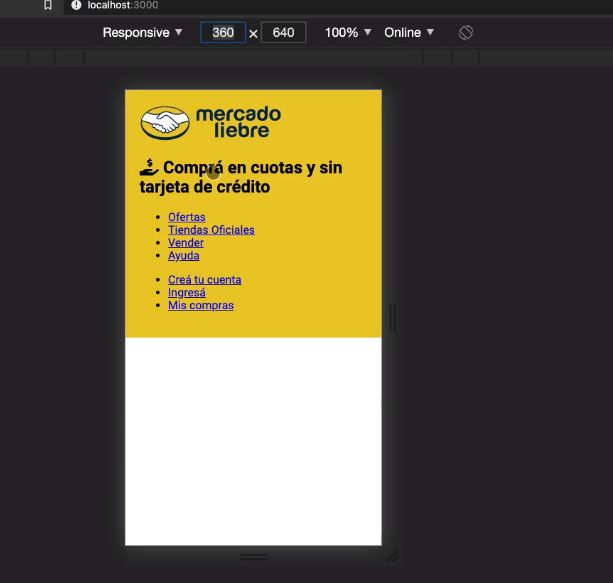 localhost:3000
Responsive ▼ 360 × 640 100% ▼ Online ▼
mercado
liebre
Comprá en cuotas y sin
tarjeta de crédito
• Ofertas
• Tiendas Oficiales
• Vender
• Ayuda
• Creá tu cuenta
• Ingresá
• Mis compras